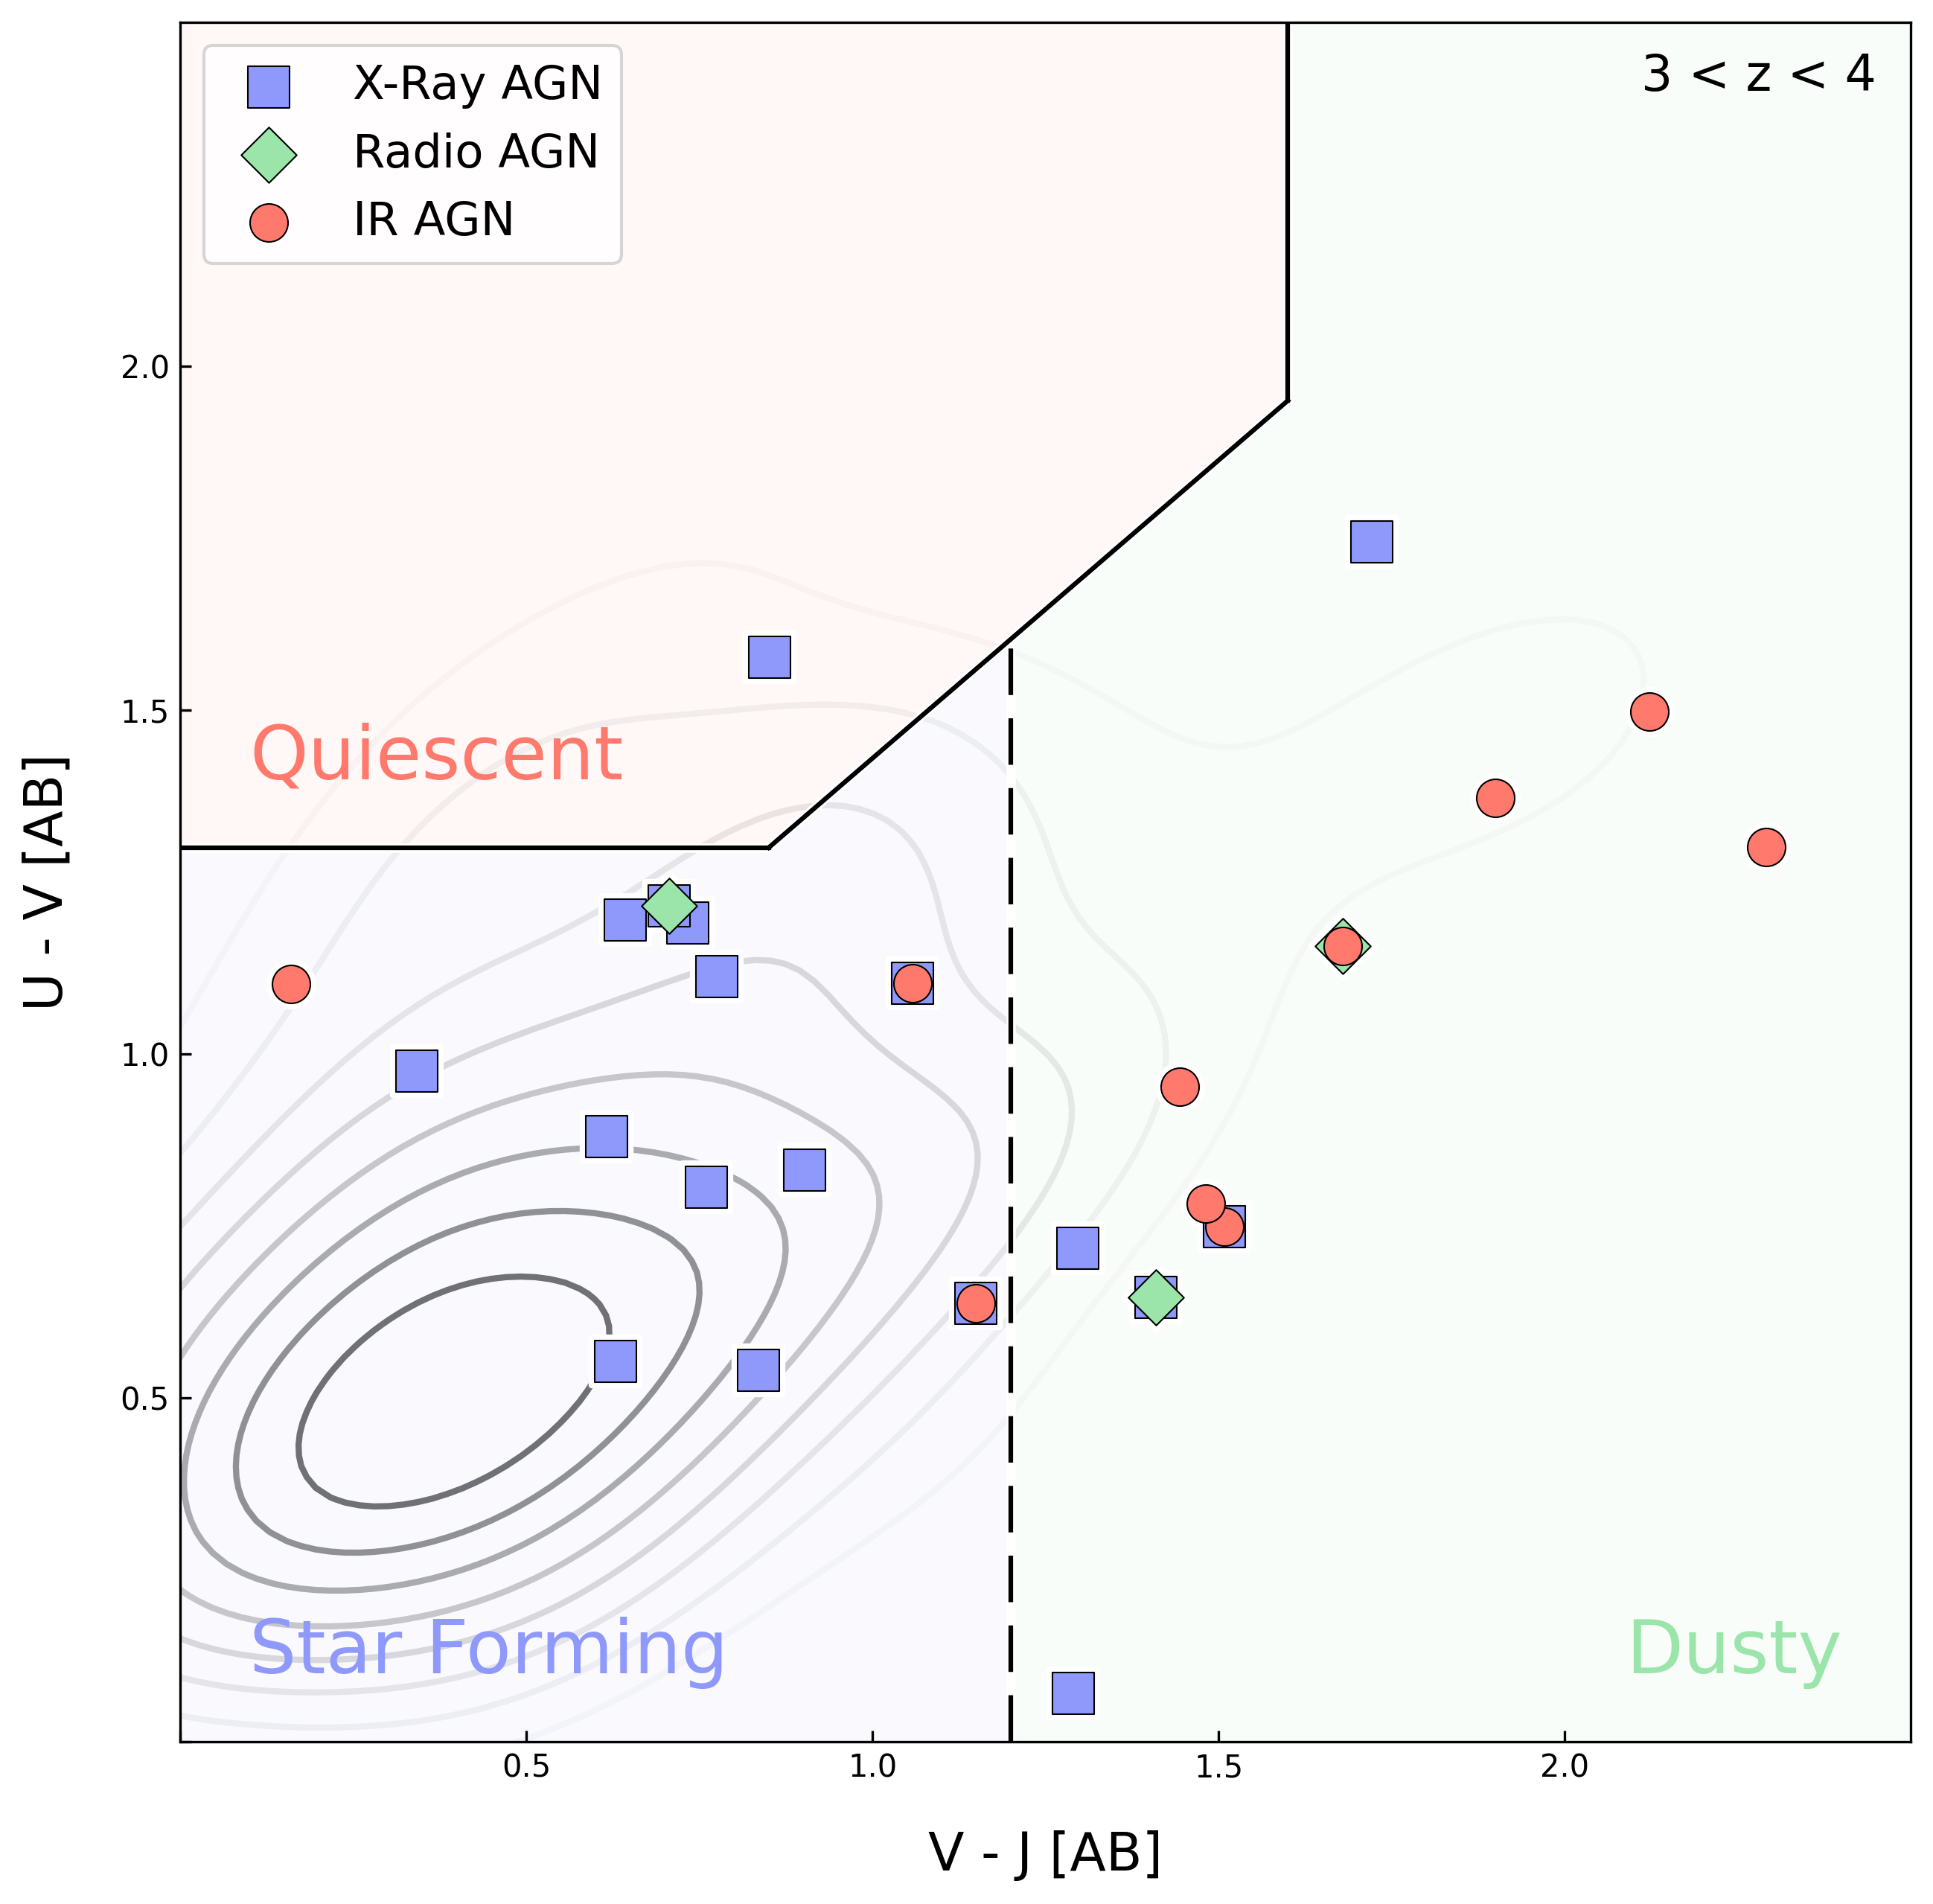 3 < z < 4
X-Ray AGN
Radio AGN
IR AGN
2.0
1.5
1.0
0.5
Quiescent
Star Forming
Dusty
0.5
1.0
1.5
2.0
U - V [AB]
V - J [AB]